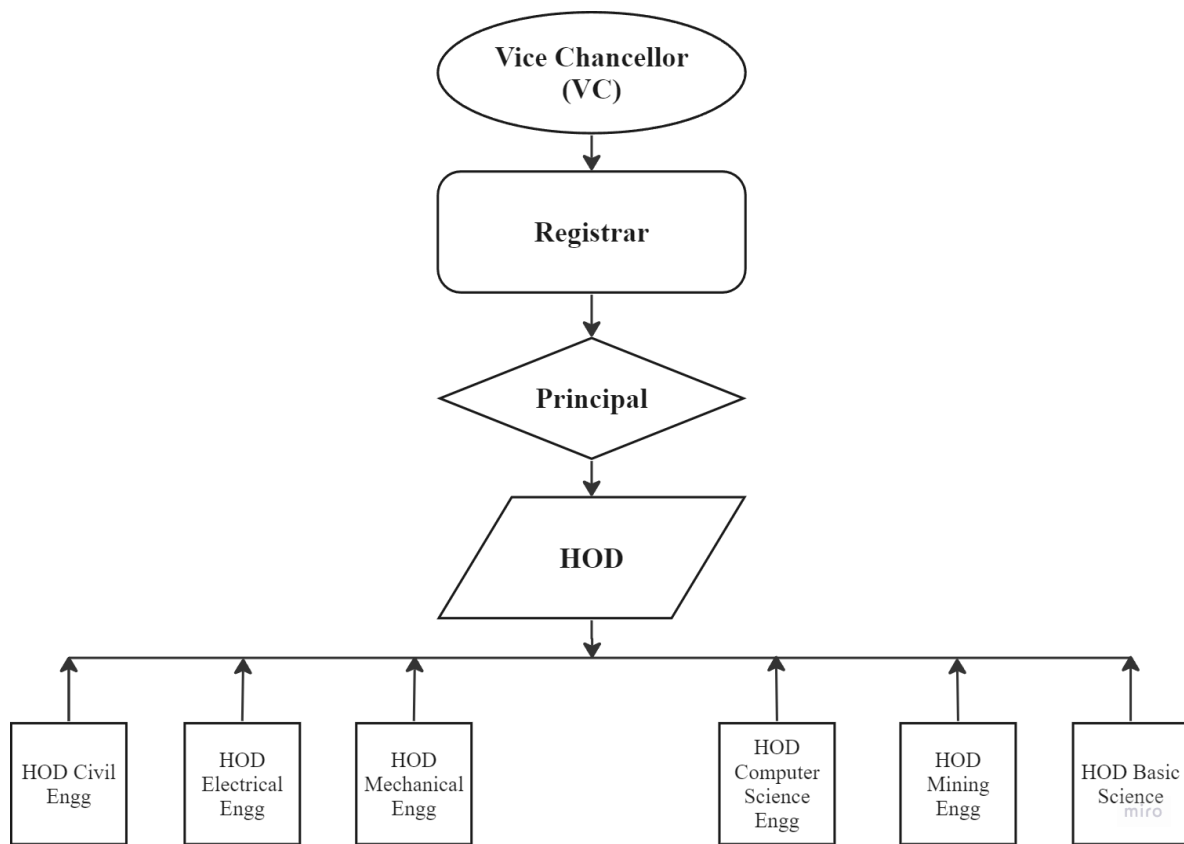 Vice Chancellor
(VC)
Registrar
Principal
HOD
HOD Civil
Engg
HOD
Electrical
Engg
HOD
Mechanical
Engg
HOD
Computer
Science
Engg
HOD
Mining
Engg
HOD Basic
Science
miro